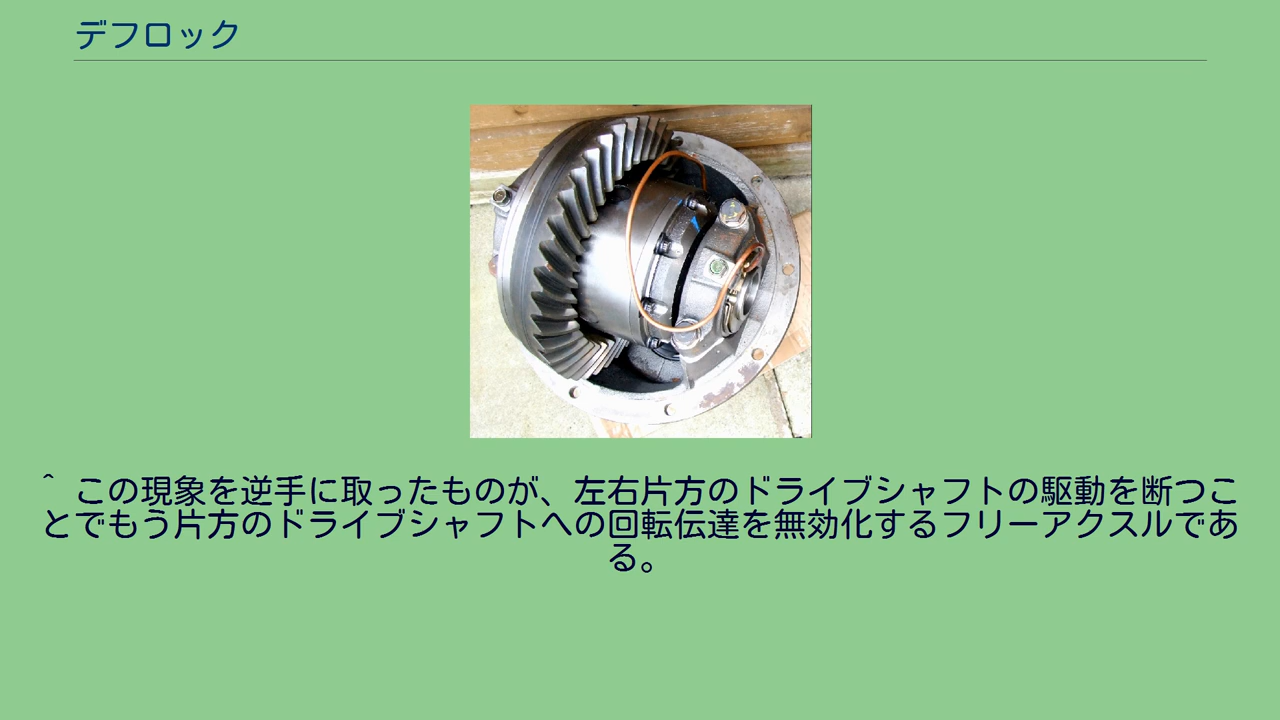 デフロック
^ この現象を逆手に取ったものが、左右片方のドライブシャフトの駆動を断つこ
とでもう片方のドライブシャフトへの回転伝達を無効化するフリーアクスルであ
る。